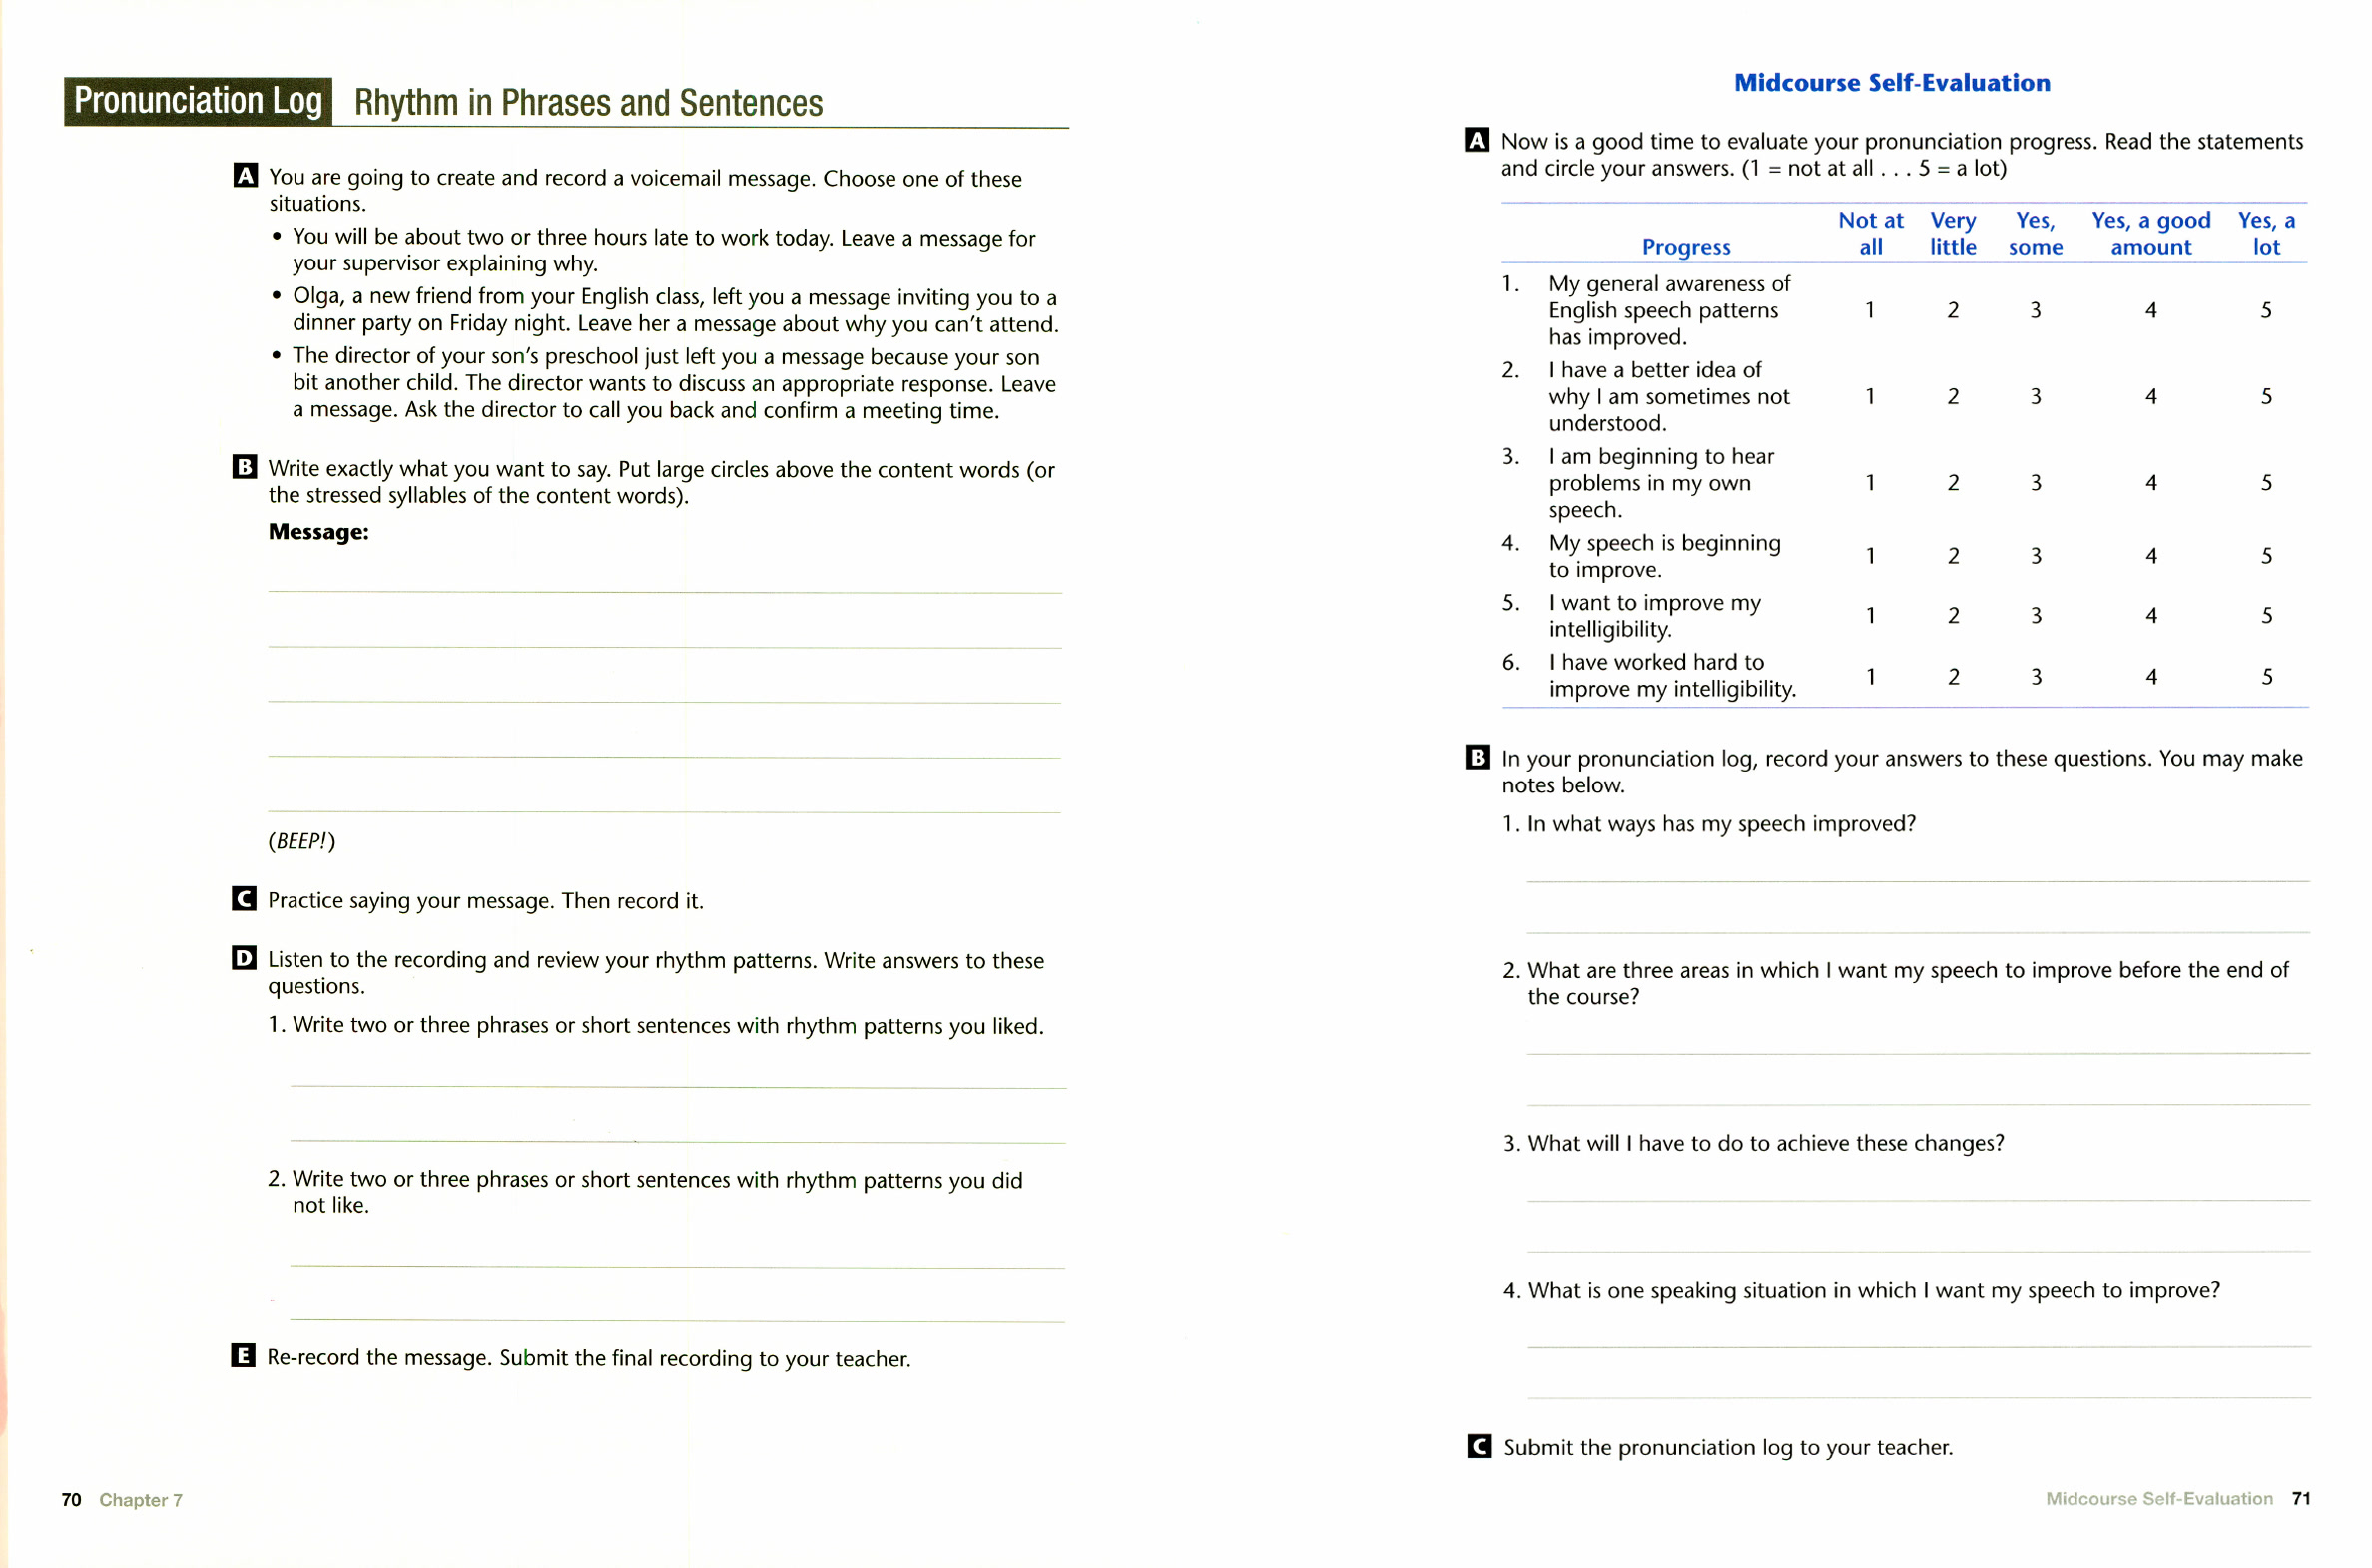 Pronunciation Log Rhythm in Phrases and Sentences
A You are going to create and record a voicemail message. Choose one of these
situations.
• You will be about two or three hours late to work today. Leave a message for
your supervisor explaining why.
• Olga, a new friend from your English class, left you a message inviting you to a
dinner party on Friday night. Leave her a message about why you can't attend.
• The director of your son's preschool just left you a message because your son
bit another child. The director wants to discuss an appropriate response. Leave
a message. Ask the director to call you back and confirm a meeting time.
B Write exactly what you want to say. Put large circles above the content words (or
the stressed syllables of the content words).
Message:
(BEEP!)
C Practice saying your message. Then record it.
D Listen to the recording and review your rhythm patterns. Write answers to these
questions.
1. Write two or three phrases or short sentences with rhythm patterns you liked.
2. Write two or three phrases or short sentences with rhythm patterns you did
not like.
E Re-record the message. Submit the final recording to your teacher.
70 Chapter 7
Midcourse Self-Evaluation
A Now is a good time to evaluate your pronunciation progress. Read the statements
and circle your answers. (1 = not at all . . . 5 = a lot)
Not at Very Yes, Yes, a good Yes, a
Progress all little some amount lot
1. My general awareness of
English speech patterns 1 2 3 4 5
has improved.
2. I have a better idea of
why I am sometimes not 1 2 3 4 5
understood.
3. I am beginning to hear
problems in my own 1 2 3 4 5
speech.
4. My speech is beginning
to improve. 1 2 3 4 5
5. I want to improve my
intelligibility. 1 2 3 4 5
6. I have worked hard to
improve my intelligibility. 1 2 3 4 5
B In your pronunciation log, record your answers to these questions. You may make
notes below.
1. In what ways has my speech improved?
2. What are three areas in which I want my speech to improve before the end of
the course?
3. What will I have to do to achieve these changes?
4. What is one speaking situation in which I want my speech to improve?
C Submit the pronunciation log to your teacher.
Midcourse Self-Evaluation 71